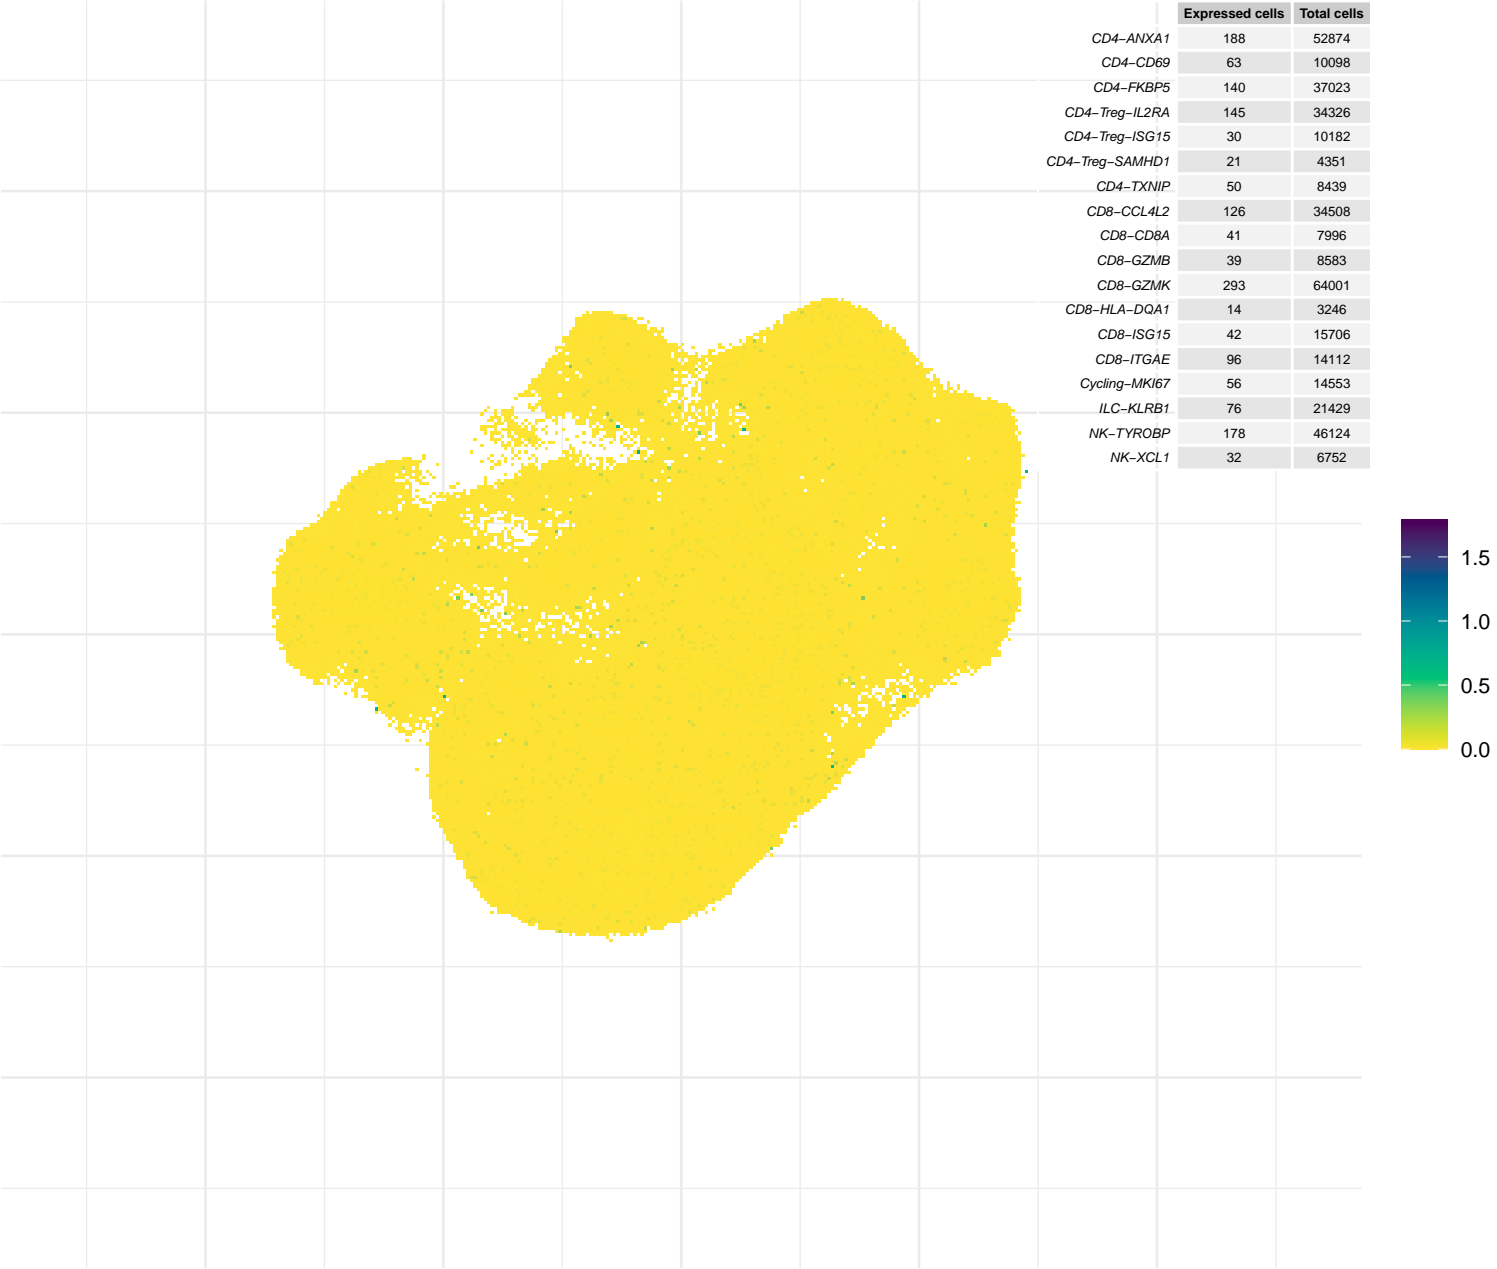 Expressed cells Total cells
CD4−ANXA1 188 52874
CD4−CD69 63 10098
CD4−FKBP5 140 37023
CD4−Treg−IL2RA 145 34326
CD4−Treg−ISG15 30 10182
CD4−Treg−SAMHD1 21 4351
CD4−TXNIP 50 8439
CD8−CCL4L2 126 34508
CD8−CD8A 41 7996
CD8−GZMB 39 8583
CD8−GZMK 293 64001
CD8−HLA−DQA1 14 3246
CD8−ISG15 42 15706
CD8−ITGAE 96 14112
Cycling−MKI67 56 14553
ILC−KLRB1 76 21429
NK−TYROBP 178 46124
NK−XCL1 32 6752
1.5
1.0
0.5
0.0